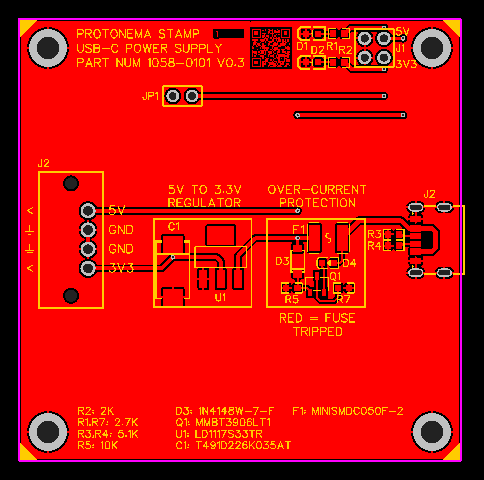 PROTONEMA STAMP
USB-C POWER SUPPLY
PART NUM 1058-0101 V0.3
D1
D2
R1
R2
5V
J1
3V3
JP1
J2
5V
GND
GND
3V3
5V TO 3.3V
REGULATOR
C1
U1
OVER-CURRENT
PROTECTION
F1
D3
D4
Q1
R5
R7
RED = FUSE
TRIPPED
J2
R3
R4
R2: 2K
R1,R7: 2.7K
R3,R4: 5.1K
R5: 10K
D3: 1N4148W-7-F
Q1: MMBT3906LT1
U1: LD1117S33TR
C1: T491D226K035AT
F1: MINISMDC050F-2